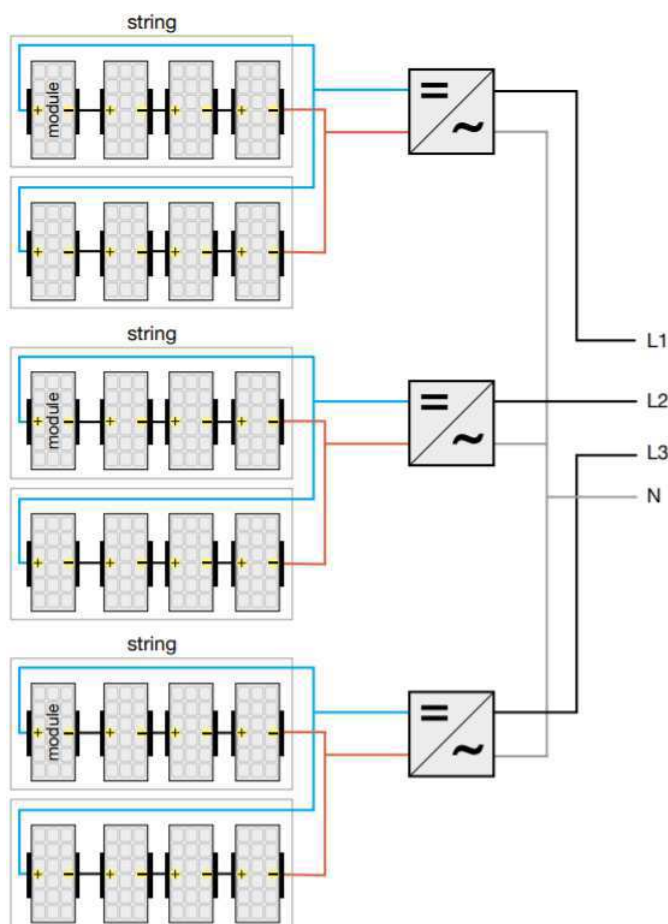 string
module
+ − + − + − + −
+ − + − + − + −
= ~
L1
string
module
+ − + − + − + −
+ − + − + − + −
= ~
L2
L3
N
string
module
+ − + − + − + −
+ − + − + − + −
= ~